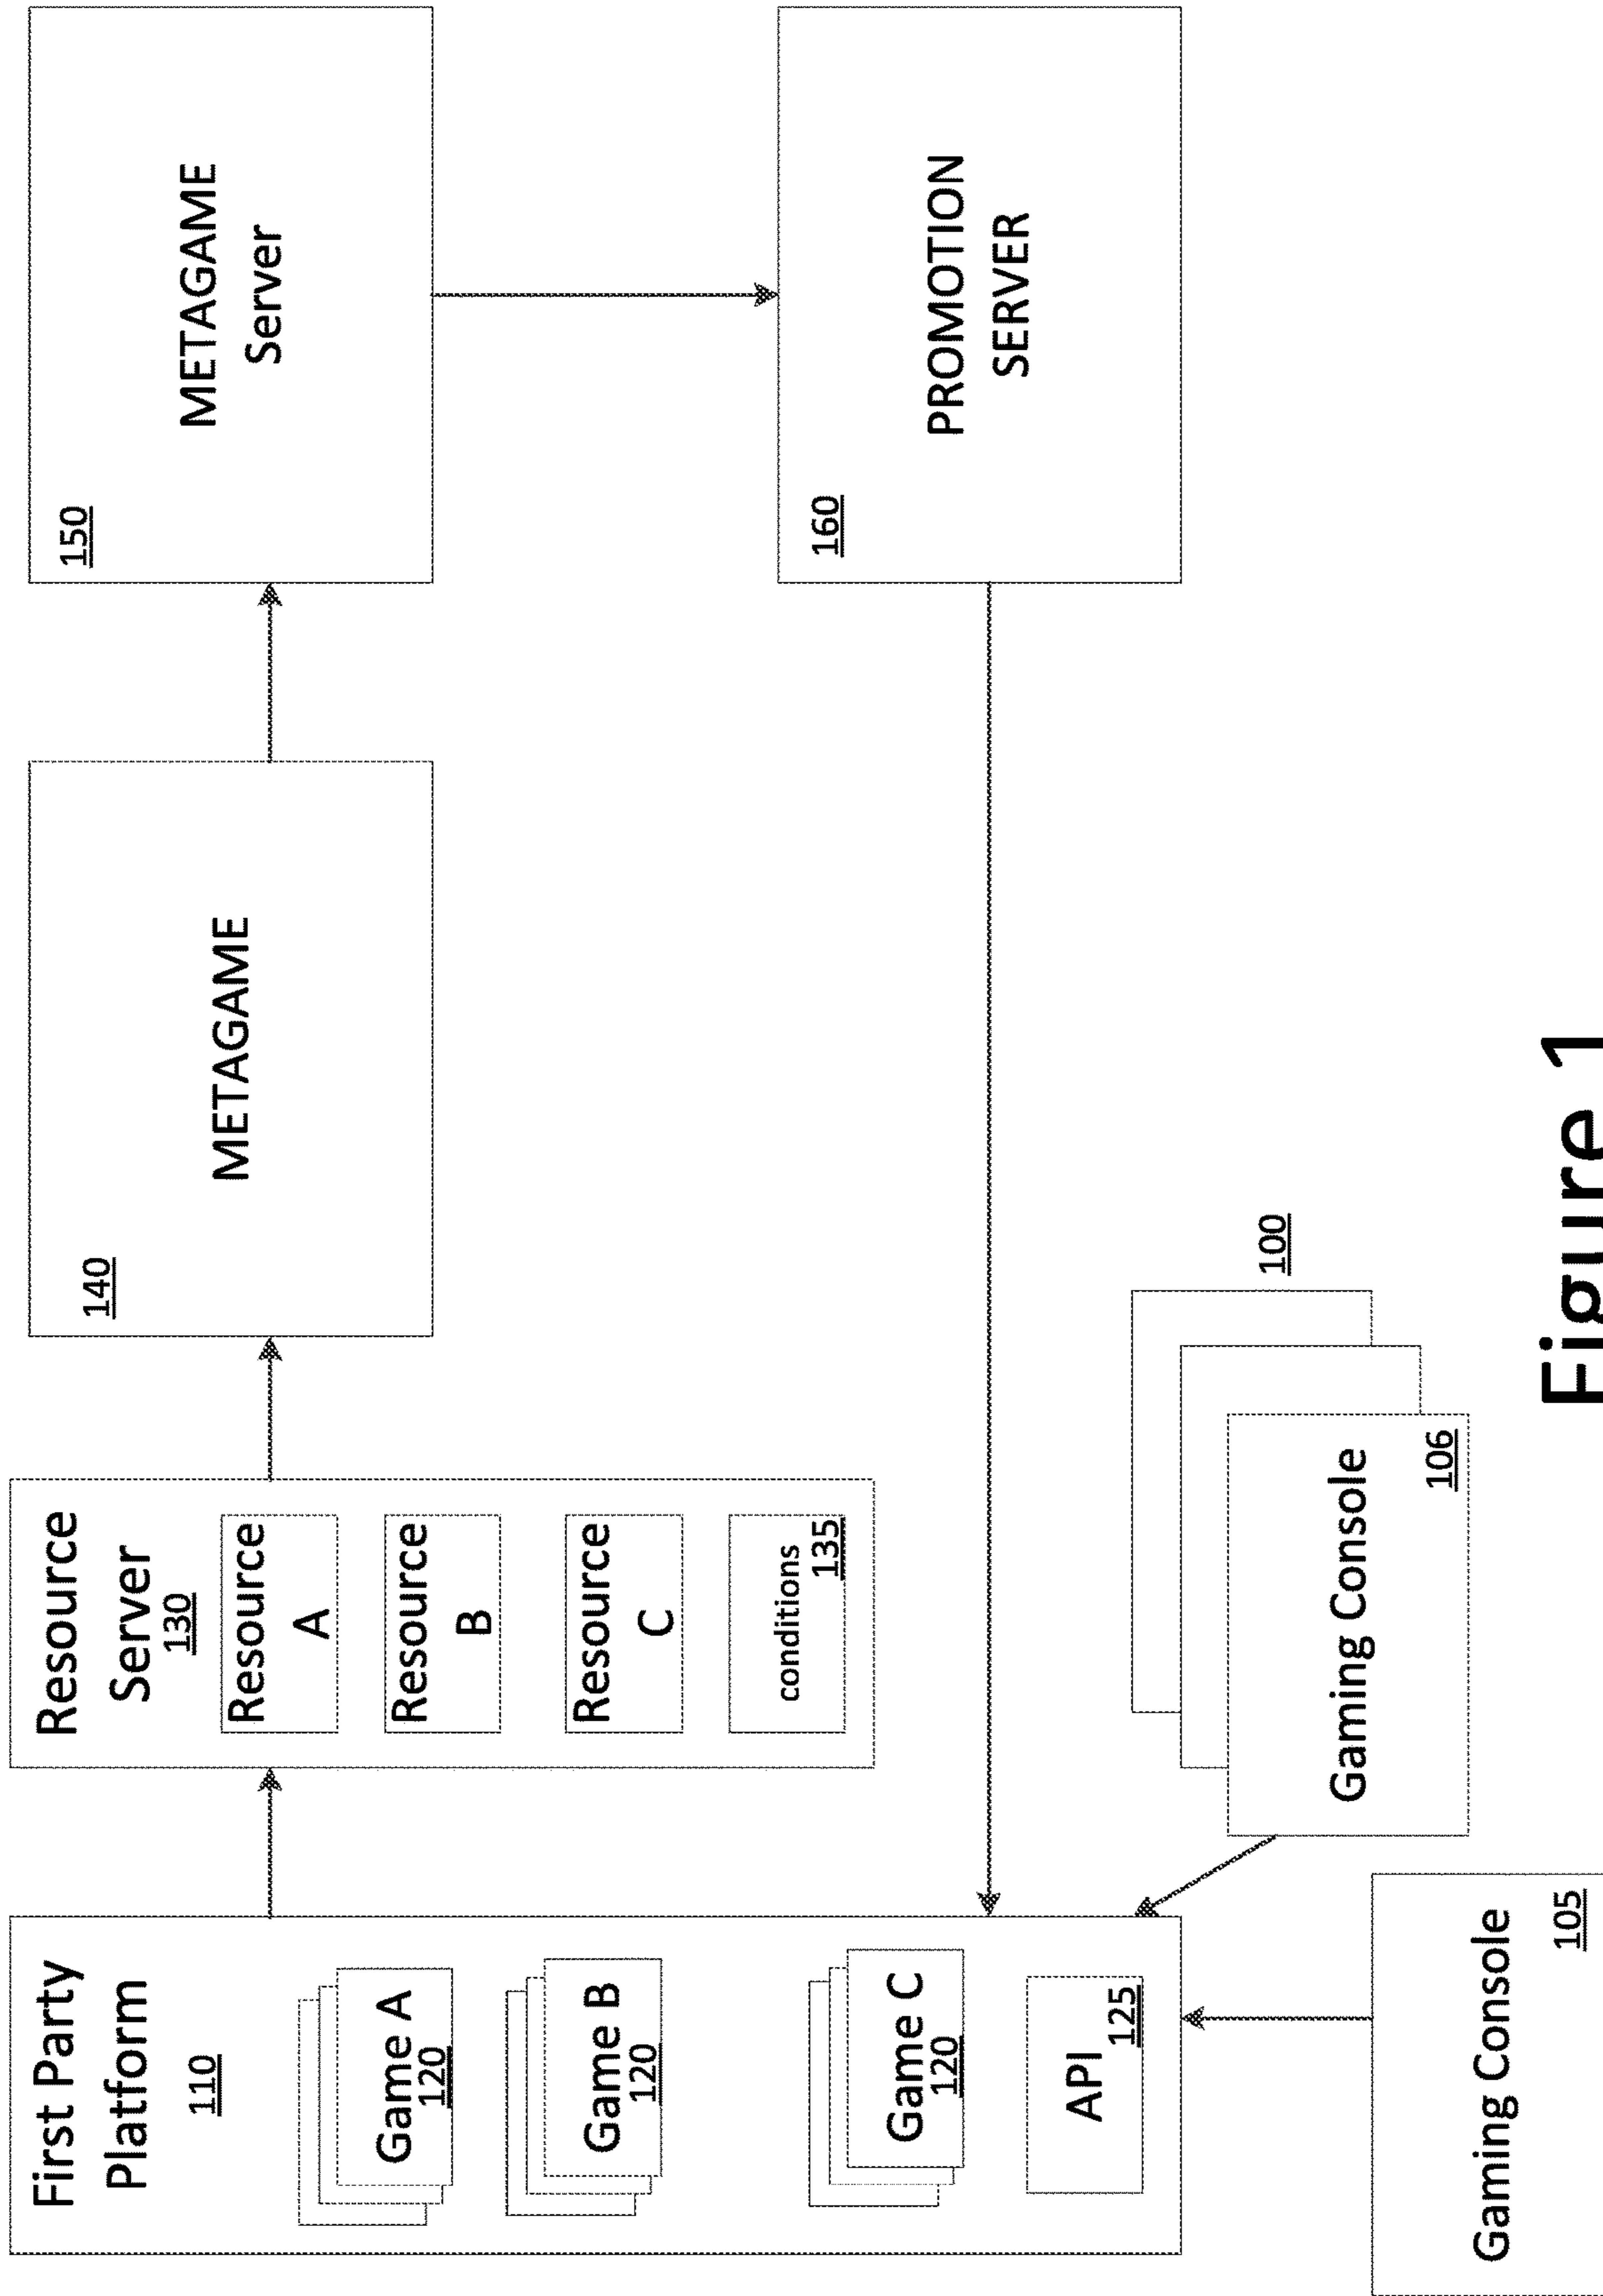 First Party
Platform
110
Game A
120
Game B
120
Game C
120
API
125
Resource
Server
130
Resource
A
Resource
B
Resource
C
conditions
135
140
METAGAME
150
METAGAME
Server
160
PROMOTION
SERVER
Gaming Console
105
Gaming Console
106
100
Figure 1